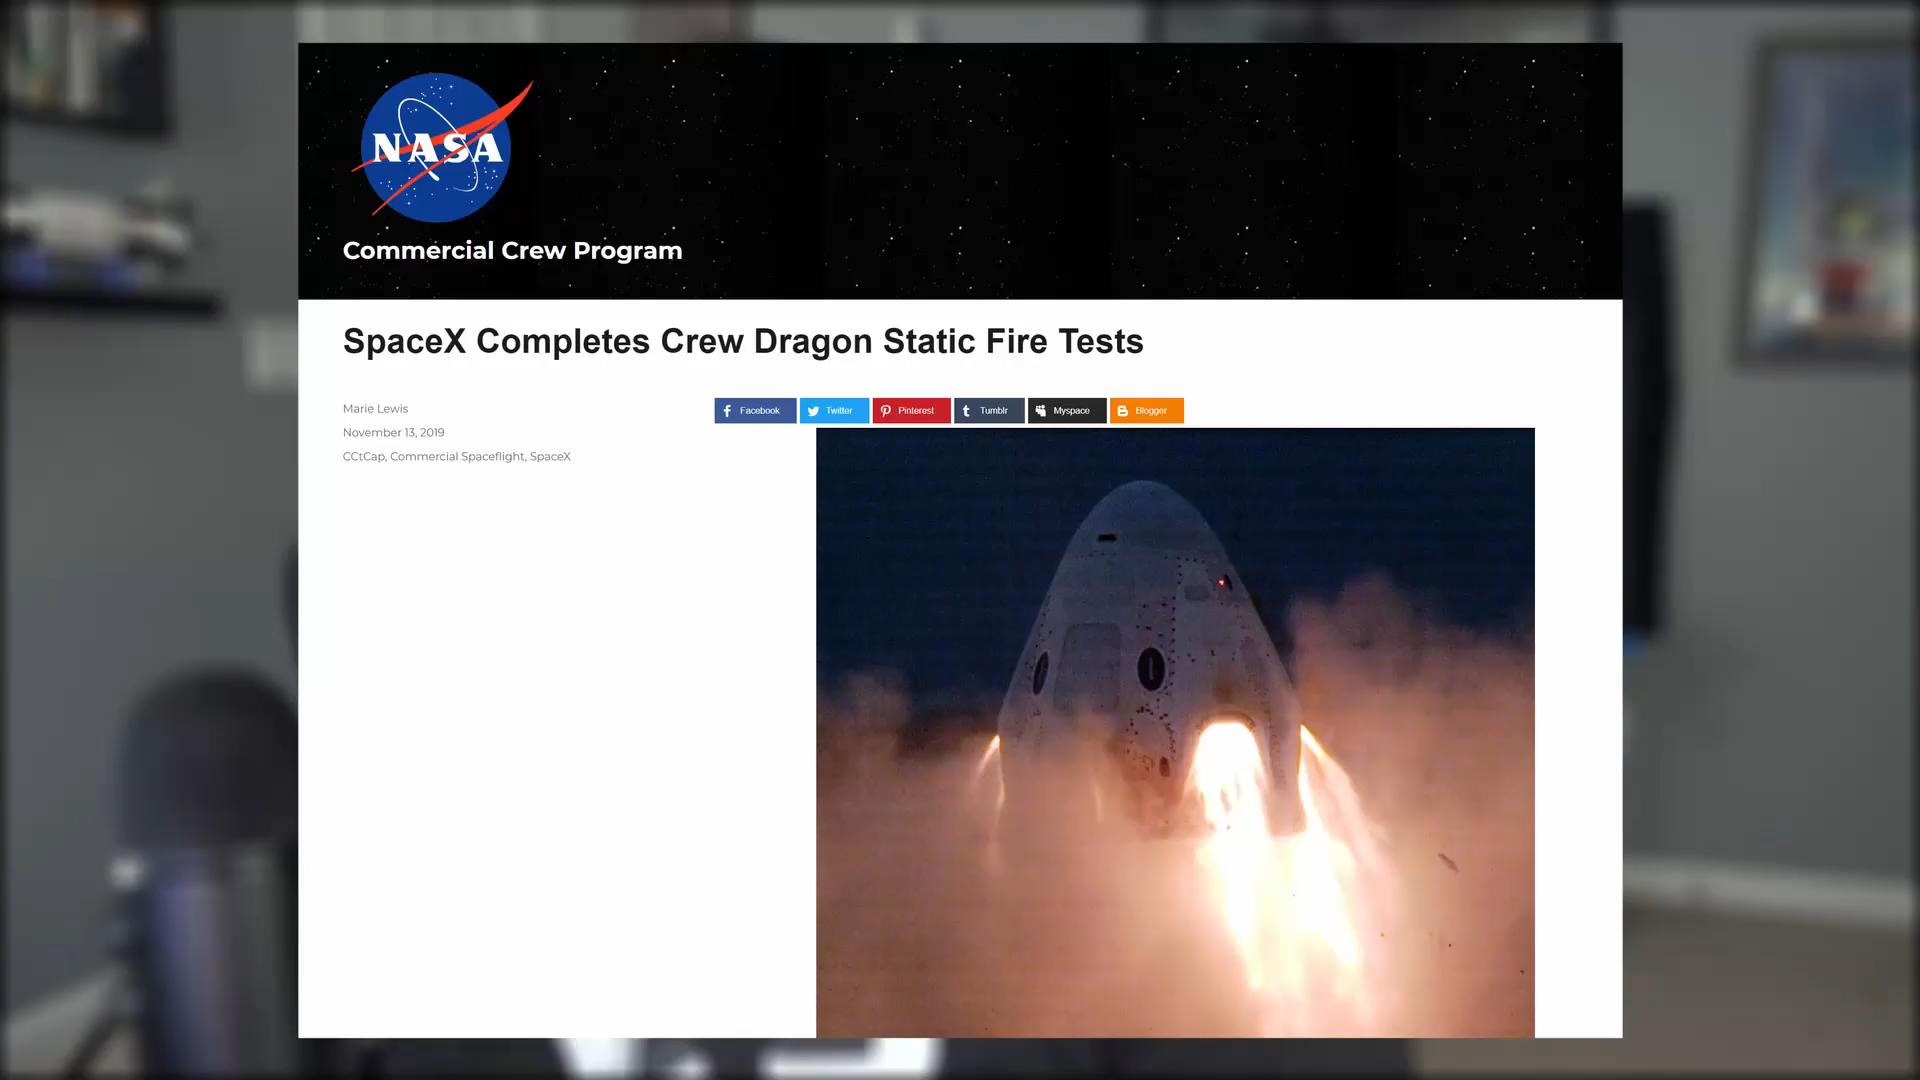 NASA
Commercial Crew Program
SpaceX Completes Crew Dragon Static Fire Tests
Marie Lewis
November 13, 2019
CCtCap, Commercial Spaceflight, SpaceX
Facebook Twitter Pinterest Tumblr Myspace Blogger